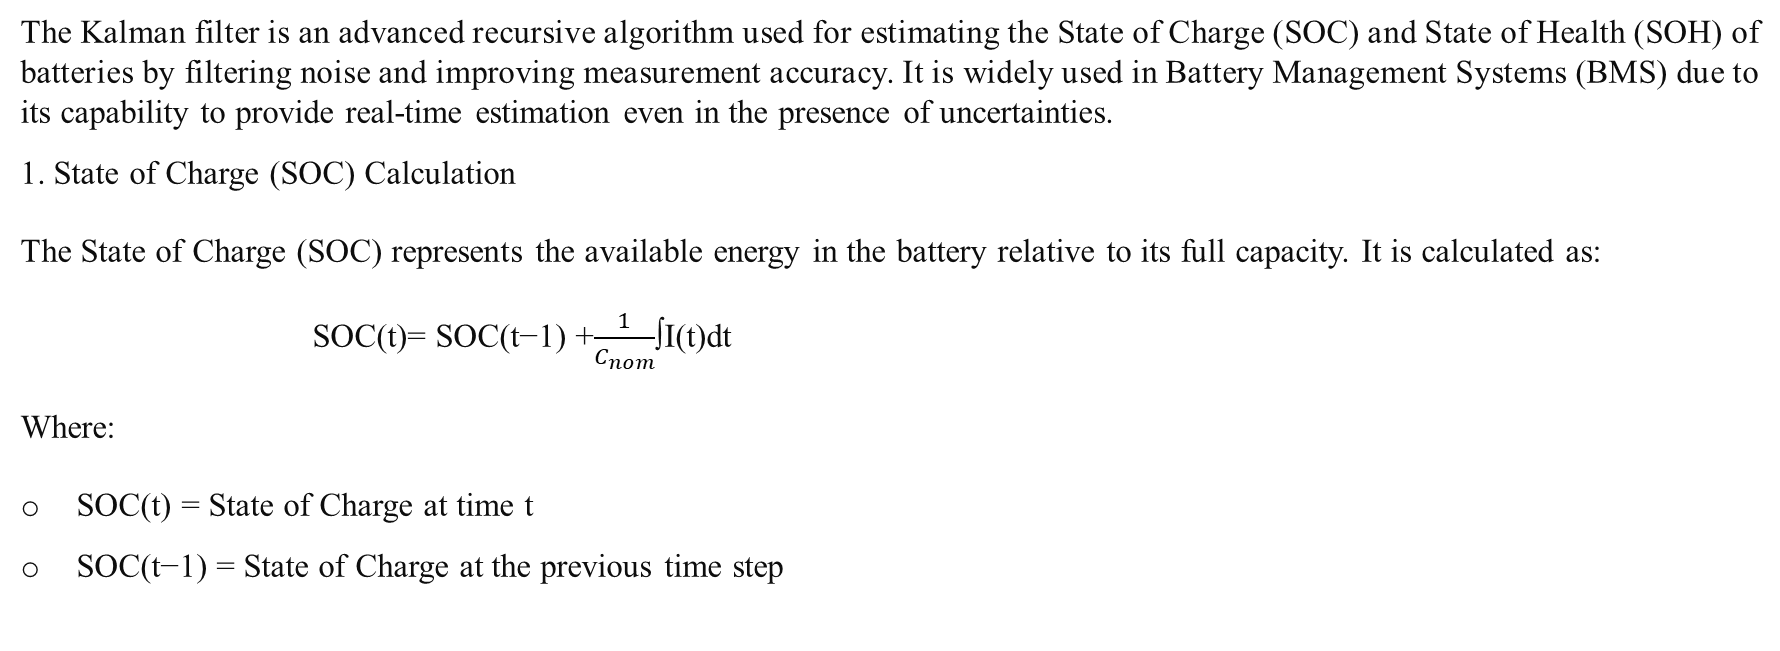 The Kalman filter is an advanced recursive algorithm used for estimating the State of Charge (SOC) and State of Health (SOH) of
batteries by filtering noise and improving measurement accuracy. It is widely used in Battery Management Systems (BMS) due to
its capability to provide real-time estimation even in the presence of uncertainties.
1. State of Charge (SOC) Calculation
The State of Charge (SOC) represents the available energy in the battery relative to its full capacity. It is calculated as:
SOC(t)= SOC(t−1) + 1/C_nom ∫I(t)dt
Where:
o SOC(t) = State of Charge at time t
o SOC(t−1) = State of Charge at the previous time step